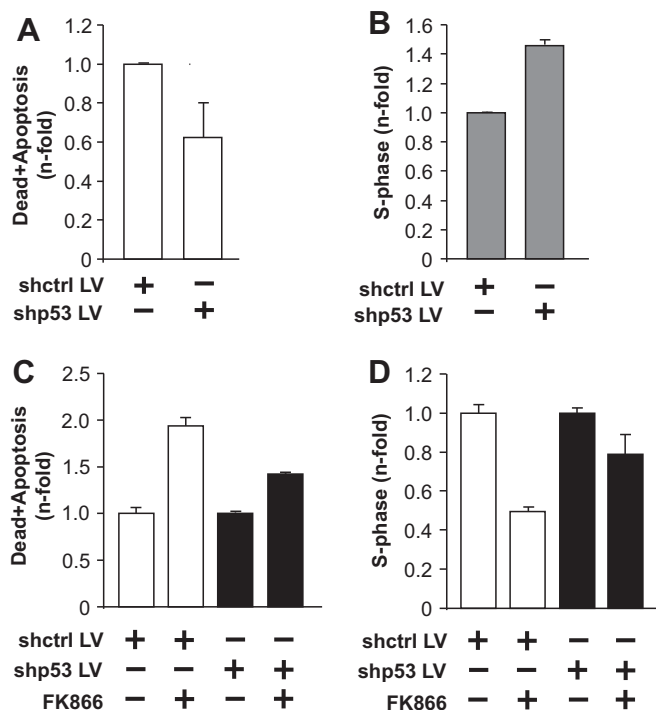 A
Dead+Apoptosis
(n-fold)
1.0
0.8
0.6
0.4
0.2
0
shctrl LV + −
shp53 LV − +
B
S-phase (n-fold)
1.6
1.4
1.2
1.0
0.8
0.6
0.4
0.2
0
shctrl LV + −
shp53 LV − +
C
Dead+Apoptosis
(n-fold)
2.5
2.0
1.5
1.0
0.5
0
shctrl LV + + − −
shp53 LV − − + +
FK866 − + − +
D
S-phase (n-fold)
1.2
1.0
0.8
0.6
0.4
0.2
0
shctrl LV + + − −
shp53 LV − − + +
FK866 − + − +